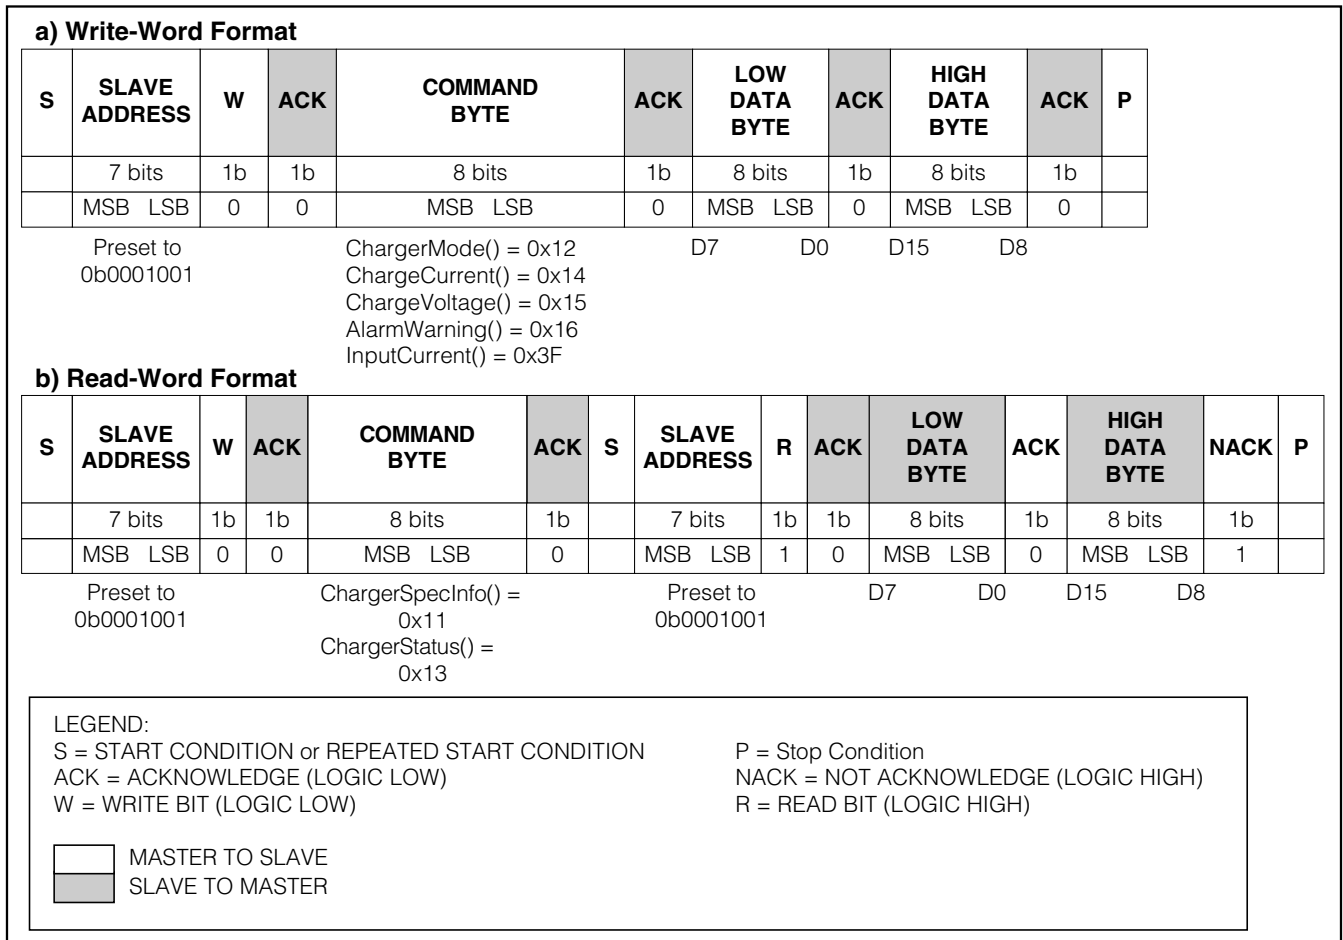 a) Write-Word Format
S SLAVE ADDRESS W ACK COMMAND BYTE ACK LOW DATA BYTE ACK HIGH DATA BYTE ACK P
7 bits 1b 1b 8 bits 1b 8 bits 1b 8 bits 1b
MSB LSB 0 0 MSB LSB 0 MSB LSB 0 MSB LSB 0
Preset to 0b0001001
ChargerMode() = 0x12
ChargeCurrent() = 0x14
ChargeVoltage() = 0x15
AlarmWarning() = 0x16
InputCurrent() = 0x3F
D7 D0 D15 D8
b) Read-Word Format
S SLAVE ADDRESS W ACK COMMAND BYTE ACK S SLAVE ADDRESS R ACK LOW DATA BYTE ACK HIGH DATA BYTE NACK P
7 bits 1b 1b 8 bits 1b 7 bits 1b 1b 8 bits 1b 8 bits 1b
MSB LSB 0 0 MSB LSB 0 MSB LSB 1 0 MSB LSB 0 MSB LSB 1
Preset to 0b0001001
ChargerSpecInfo() =
0x11
ChargerStatus() =
0x13
Preset to 0b0001001
D7 D0 D15 D8
LEGEND:
S = START CONDITION or REPEATED START CONDITION
ACK = ACKNOWLEDGE (LOGIC LOW)
W = WRITE BIT (LOGIC LOW)
P = Stop Condition
NACK = NOT ACKNOWLEDGE (LOGIC HIGH)
R = READ BIT (LOGIC HIGH)
MASTER TO SLAVE
SLAVE TO MASTER